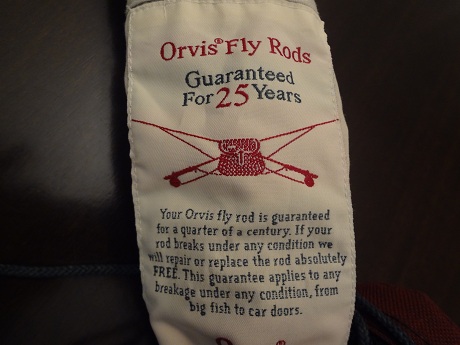 Orvis® Fly Rods
Guaranteed
For 25 Years
Your Orvis fly rod is guaranteed
for a quarter of a century. If your
rod breaks under any condition we
will repair or replace the rod absolutely
FREE. This guarantee applies to any
breakage under any condition, from
big fish to car doors.